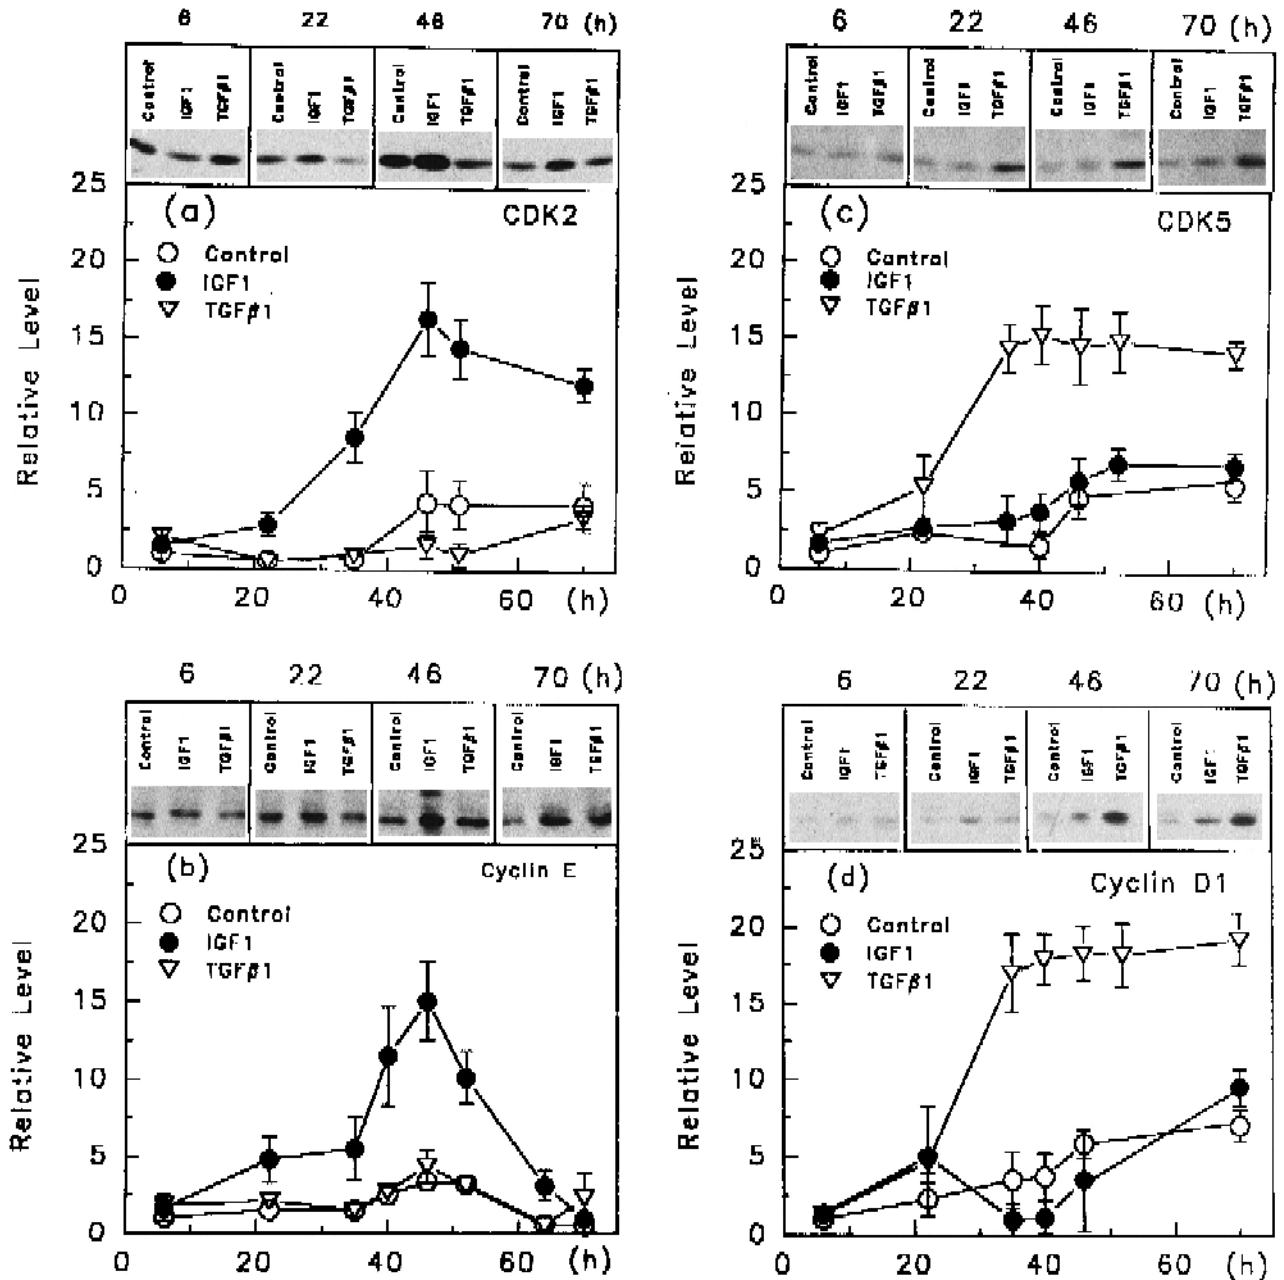 6 22 46 70 (h)
Control IGF1 TGFβ1 Control IGF1 TGFβ1 Control IGF1 TGFβ1 Control IGF1 TGFβ1
25
(a) CDK2
20
Control
IGF1
TGFβ1
15
10
5
0
Relative Level
0 20 40 60 (h)
6 22 46 70 (h)
Control IGF1 TGFβ1 Control IGF1 TGFβ1 Control IGF1 TGFβ1 Control IGF1 TGFβ1
25
(c) CDK5
20
Control
IGF1
TGFβ1
15
10
5
0
Relative Level
0 20 40 60 (h)
6 22 46 70 (h)
Control IGF1 TGFβ1 Control IGF1 TGFβ1 Control IGF1 TGFβ1 Control IGF1 TGFβ1
25
(b) Cyclin E
20
Control
IGF1
TGFβ1
15
10
5
0
Relative Level
0 20 40 60 (h)
6 22 46 70 (h)
Control IGF1 TGFβ1 Control IGF1 TGFβ1 Control IGF1 TGFβ1 Control IGF1 TGFβ1
25
(d) Cyclin D1
20
Control
IGF1
TGFβ1
15
10
5
0
Relative Level
0 20 40 60 (h)